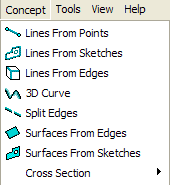 Concept Tools View Help
Lines From Points
Lines From Sketches
Lines From Edges
3D Curve
Split Edges
Surfaces From Edges
Surfaces From Sketches
Cross Section